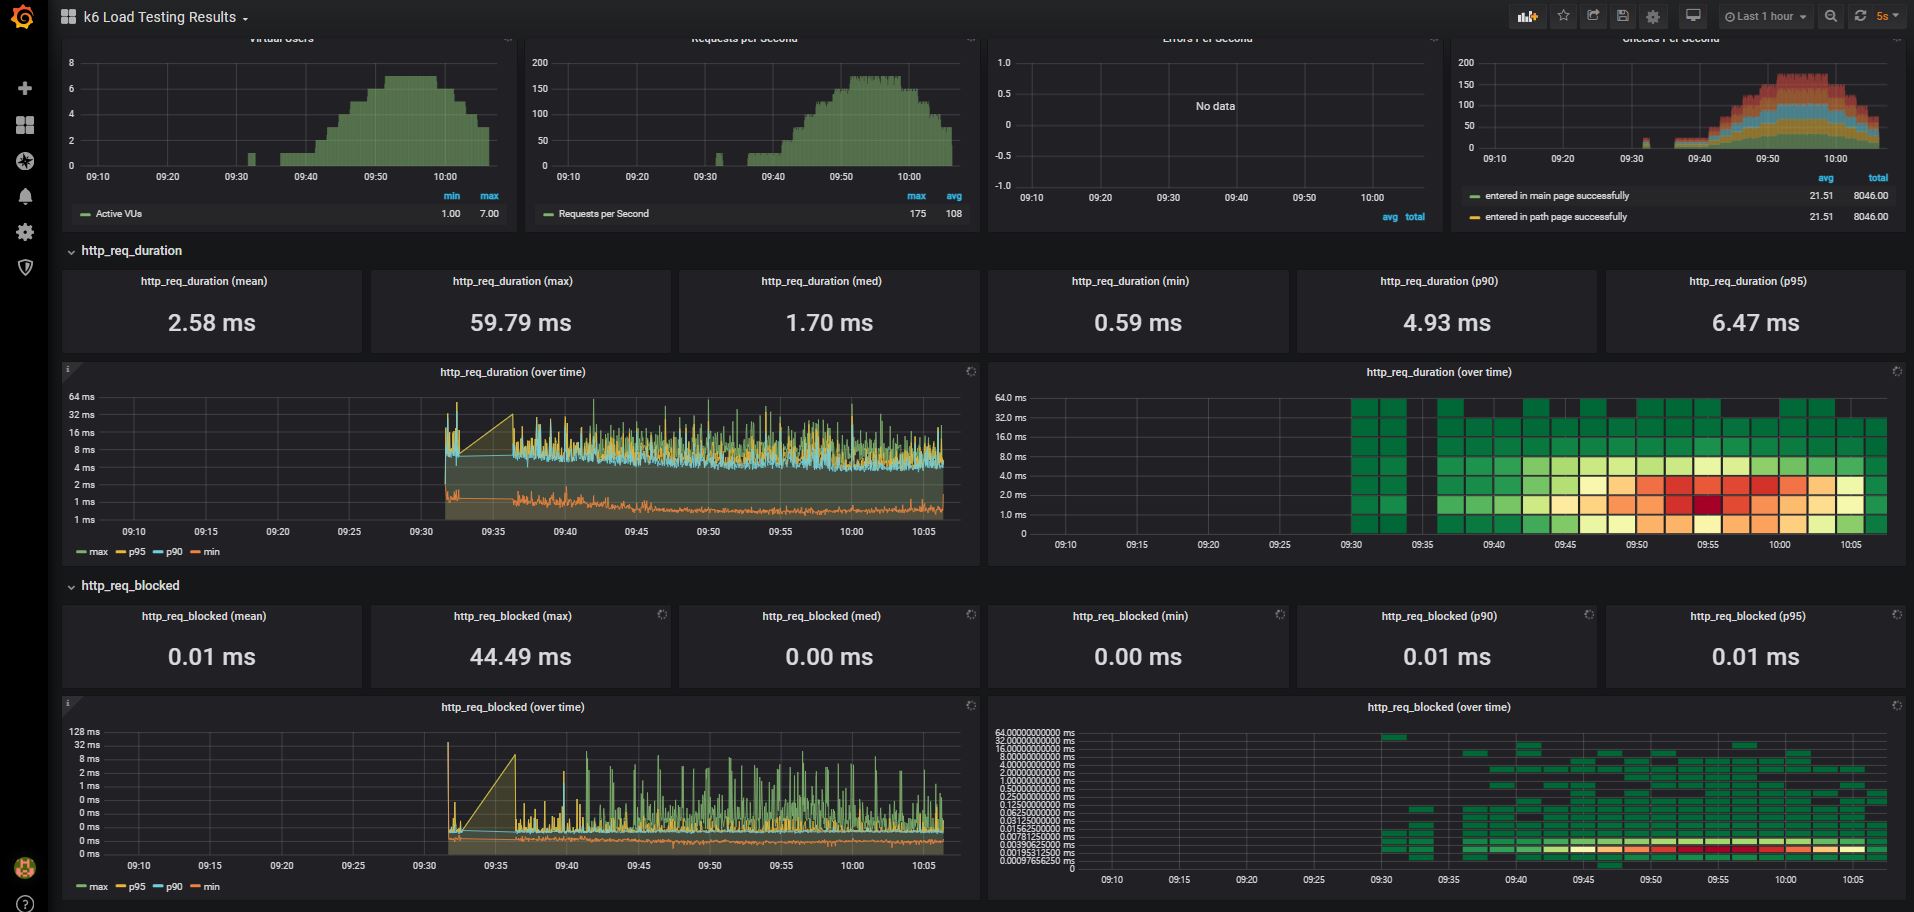 k6 Load Testing Results
Last 1 hour
5s
Virtual Users
8
6
4
2
0
09:10 09:20 09:30 09:40 09:50 10:00
min max
Active VUs 1.00 7.00
Requests per Second
200
150
100
50
0
09:10 09:20 09:30 09:40 09:50 10:00
max avg
Requests per Second 175 108
Errors Per Second
1.0
0.5
0
-0.5
-1.0
No data
09:10 09:20 09:30 09:40 09:50 10:00
avg total
Checks Per Second
200
150
100
50
0
09:10 09:20 09:30 09:40 09:50 10:00
avg total
entered in main page successfully 21.51 8046.00
entered in path page successfully 21.51 8046.00
http_req_duration
http_req_duration (mean)
2.58 ms
http_req_duration (max)
59.79 ms
http_req_duration (med)
1.70 ms
http_req_duration (min)
0.59 ms
http_req_duration (p90)
4.93 ms
http_req_duration (p95)
6.47 ms
http_req_duration (over time)
64 ms
32 ms
16 ms
8 ms
4 ms
2 ms
1 ms
1 ms
09:10 09:15 09:20 09:25 09:30 09:35 09:40 09:45 09:50 09:55 10:00 10:05
max p95 p90 min
http_req_duration (over time)
64.0 ms
32.0 ms
16.0 ms
8.0 ms
4.0 ms
2.0 ms
1.0 ms
0
09:10 09:15 09:20 09:25 09:30 09:35 09:40 09:45 09:50 09:55 10:00 10:05
http_req_blocked
http_req_blocked (mean)
0.01 ms
http_req_blocked (max)
44.49 ms
http_req_blocked (med)
0.00 ms
http_req_blocked (min)
0.00 ms
http_req_blocked (p90)
0.01 ms
http_req_blocked (p95)
0.01 ms
http_req_blocked (over time)
128 ms
32 ms
8 ms
2 ms
1 ms
0 ms
0 ms
0 ms
0 ms
0 ms
09:10 09:15 09:20 09:25 09:30 09:35 09:40 09:45 09:50 09:55 10:00 10:05
max p95 p90 min
http_req_blocked (over time)
64.00000000000 ms
32.00000000000 ms
16.00000000000 ms
8.00000000000 ms
4.00000000000 ms
2.00000000000 ms
1.00000000000 ms
0.50000000000 ms
0.25000000000 ms
0.12500000000 ms
0.06250000000 ms
0.03125000000 ms
0.01562500000 ms
0.00781250000 ms
0.00390625000 ms
0.00195312500 ms
0.00097656250 ms
0
09:10 09:15 09:20 09:25 09:30 09:35 09:40 09:45 09:50 09:55 10:00 10:05